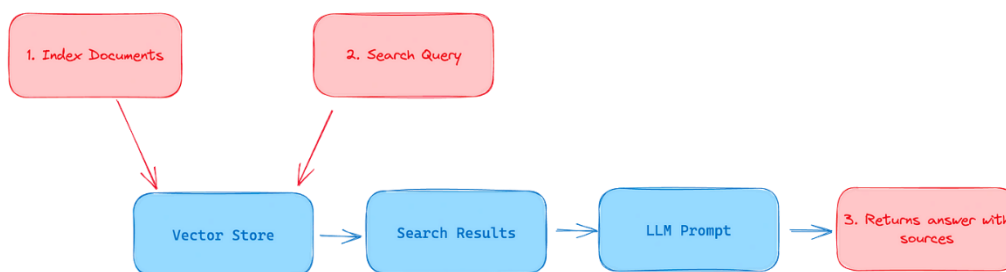 1. Index Documents
2. Search Query
Vector Store
Search Results
LLM Prompt
3. Returns answer with
sources